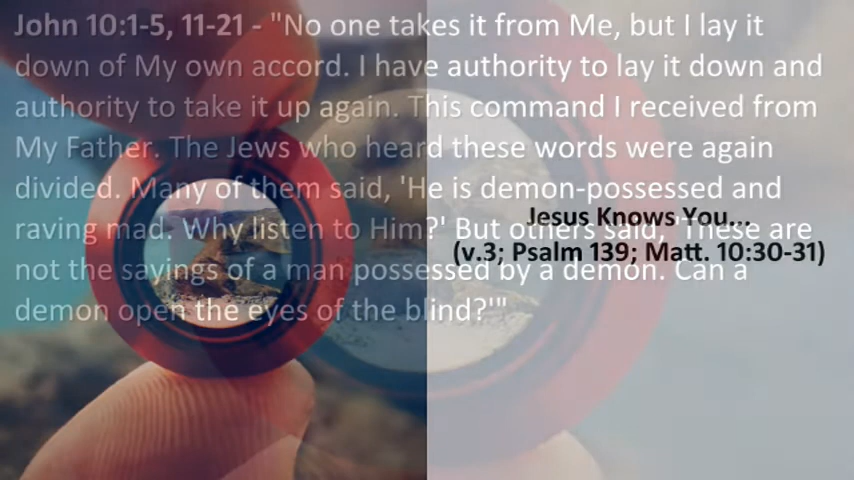 John 10:1-5, 11-21 - "No one takes it from Me, but I lay it
down of My own accord. I have authority to lay it down and
authority to take it up again. This command I received from
My Father. The Jews who heard these words were again
divided. Many of them said, 'He is demon-possessed and
raving mad. Why listen to Him?' But others said, 'These are
not the sayings of a man possessed by a demon. Can a
demon open the eyes of the blind?'"
Jesus Knows You...
(v.3; Psalm 139; Matt. 10:30-31)